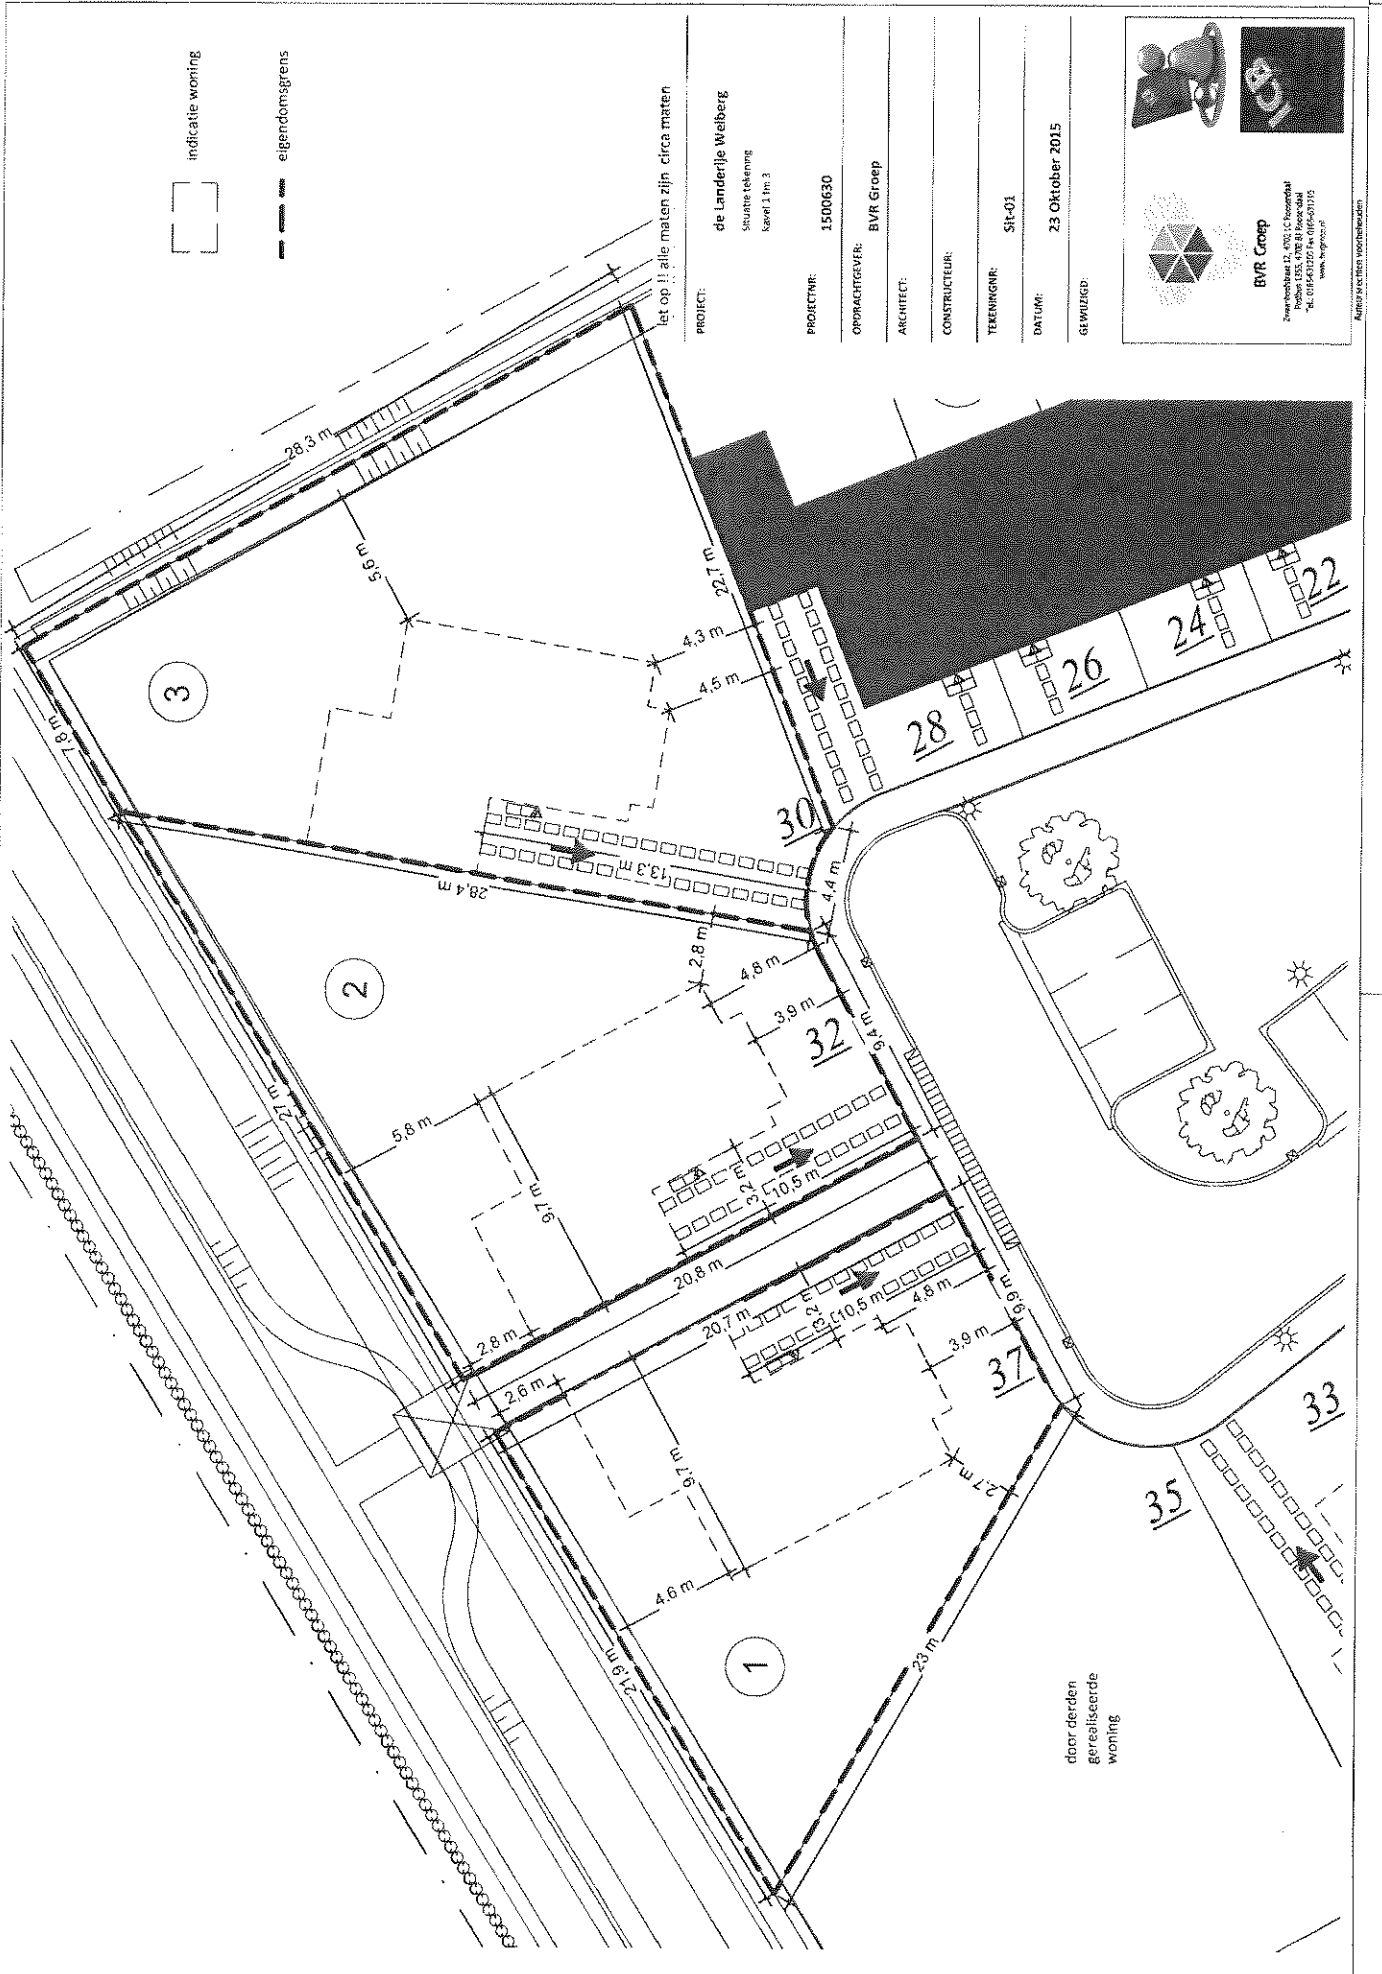 indicatie woning
eigendomsgrens
let op !! alle maten zijn circa maten
PROJECT:
de Landerije Welberg
situatie tekening
kavel 1 t/m 3
PROJECTNR:
1500630
OPDRACHTGEVER:
BVR Groep
ARCHITECT:
CONSTRUCTEUR:
TEKENINGNR:
Sit-01
DATUM:
23 Oktober 2015
GEWIJZIGD:
BVR Groep
Auteursrechten voorbehouden
3
28,3 m
7,8 m
5,6 m
22,7 m
4,3 m
4,5 m
28,4 m
13,3 m
4,4 m
30
28
26
24
22
2
27 m
5,8 m
9,7 m
2,8 m
4,8 m
3,9 m
32
9,4 m
3,2 m
10,5 m
20,8 m
2,8 m
1
2,6 m
20,7 m
3,2 m
10,5 m
4,8 m
3,9 m
9,9 m
37
9,7 m
2,7 m
4,6 m
21,9 m
23 m
35
33
door derden
gerealiseerde
woning